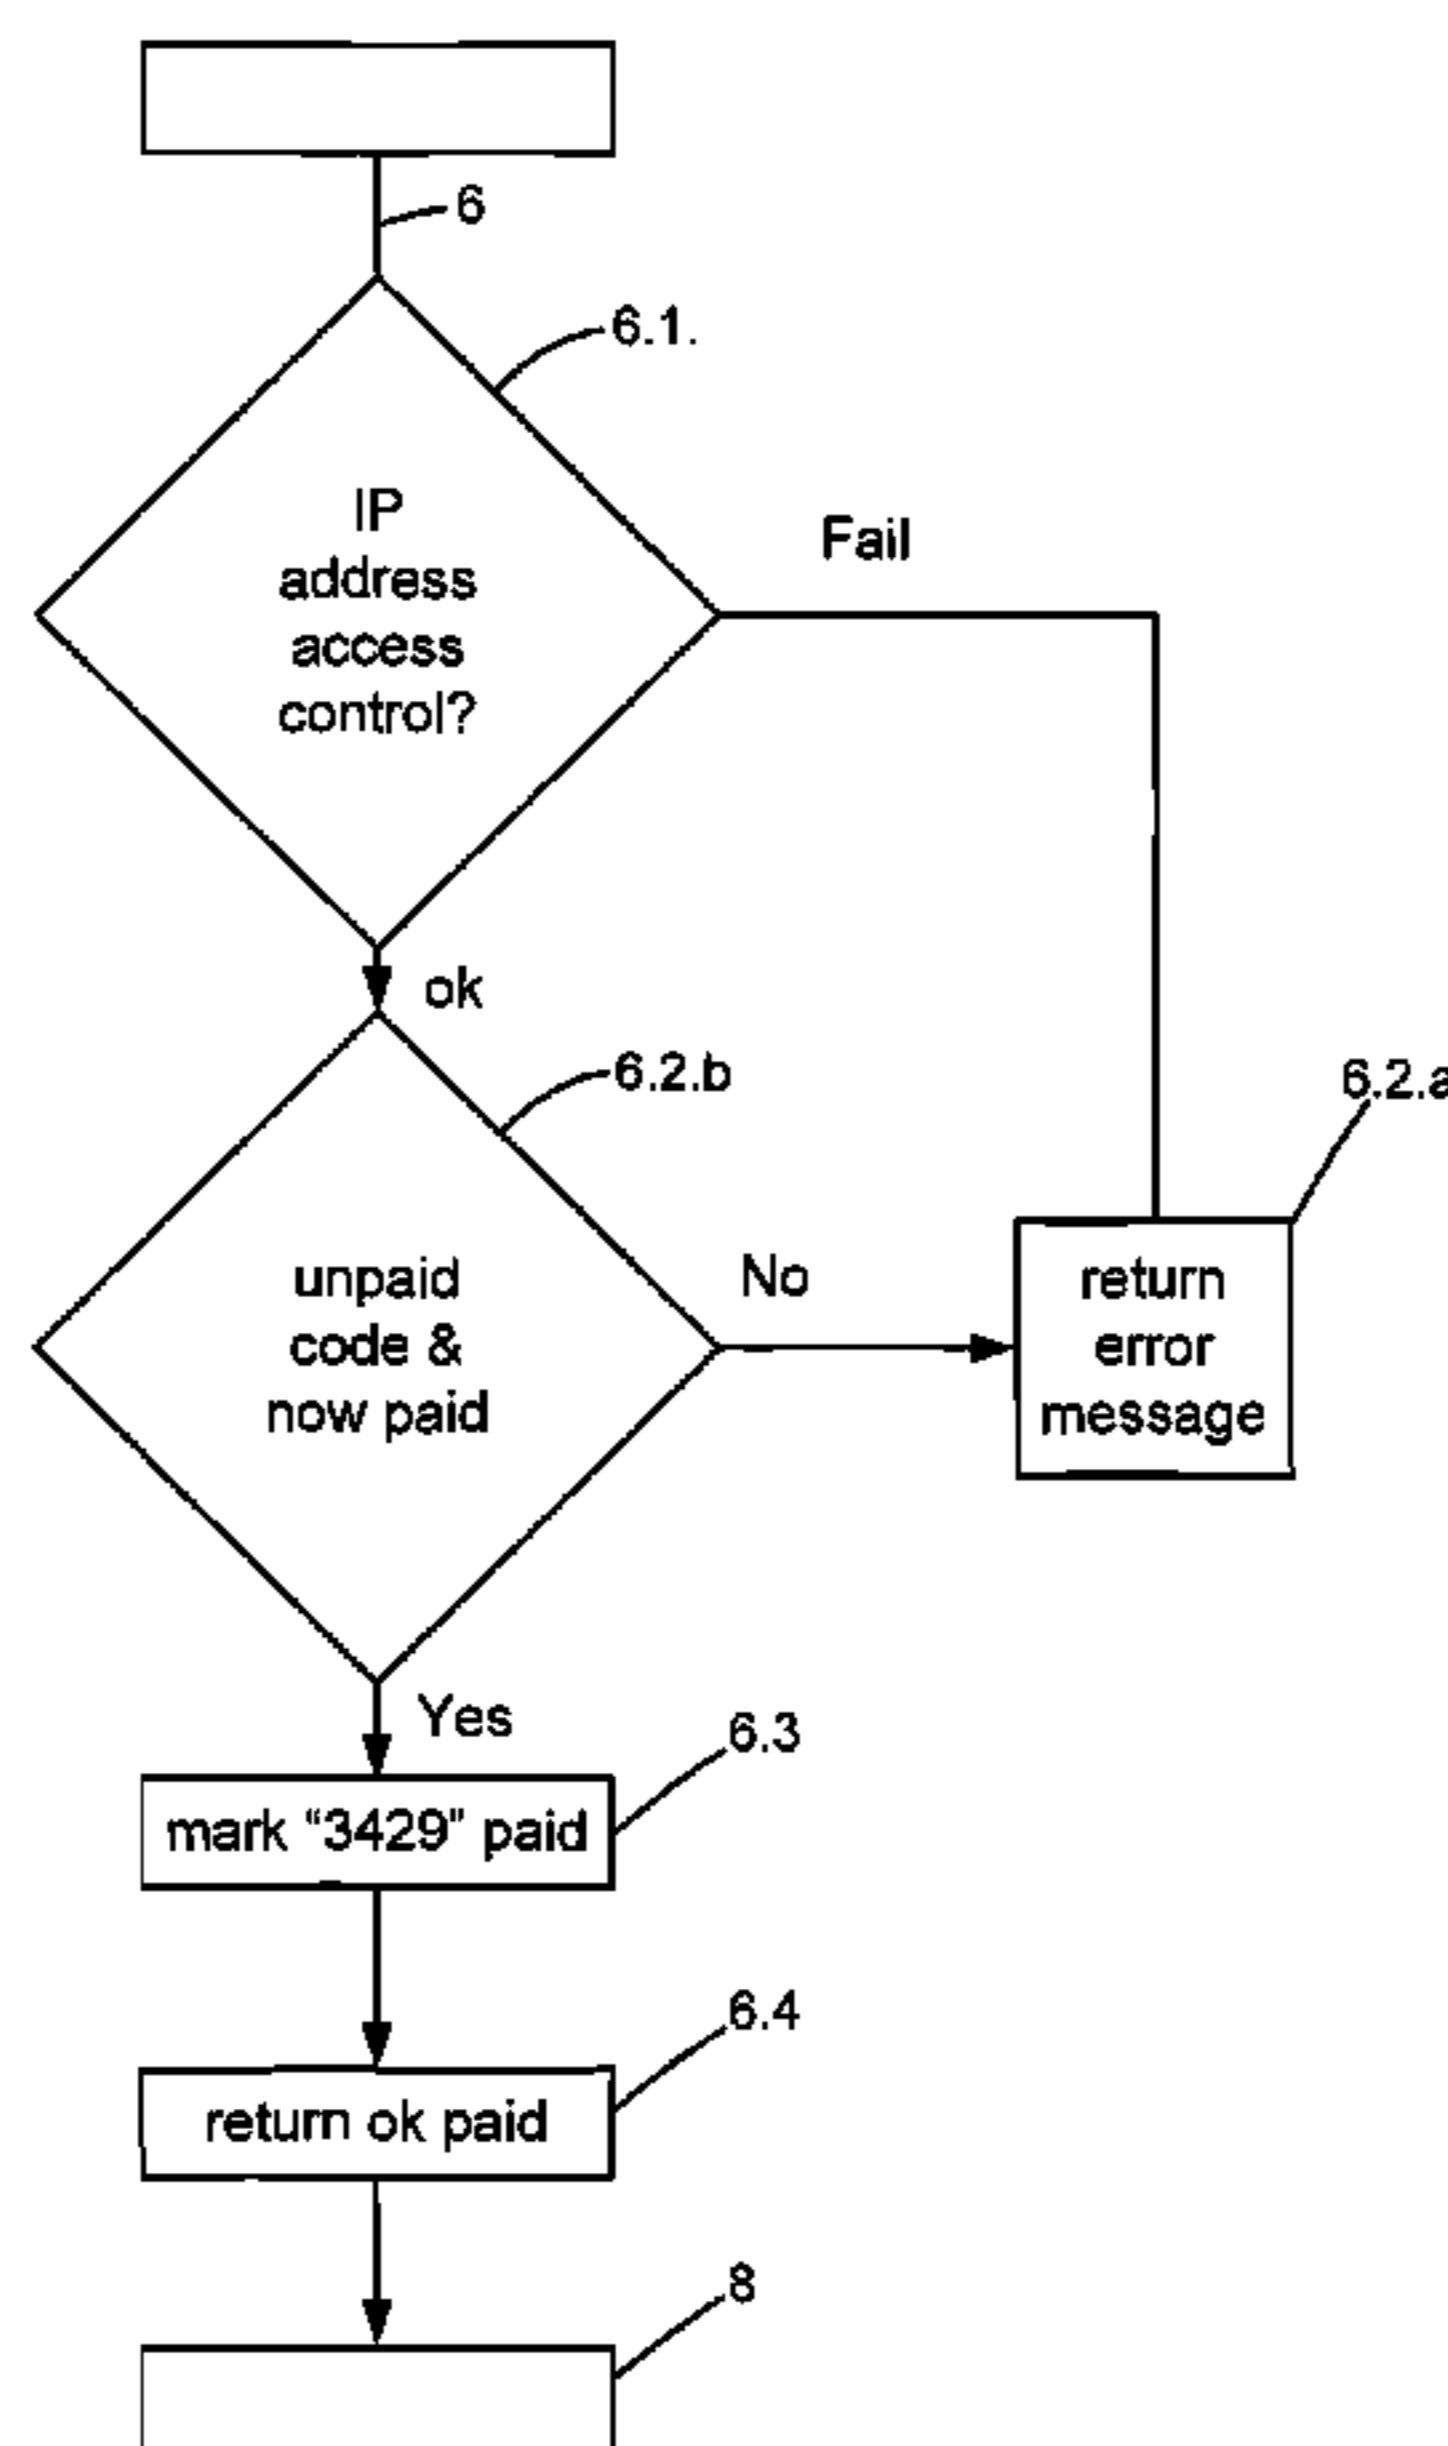 6
6.1.
IP
address
access
control?
Fail
ok
6.2.b
6.2.a
unpaid
code &
now paid
No
return
error
message
Yes
6.3
mark “3429” paid
6.4
return ok paid
8